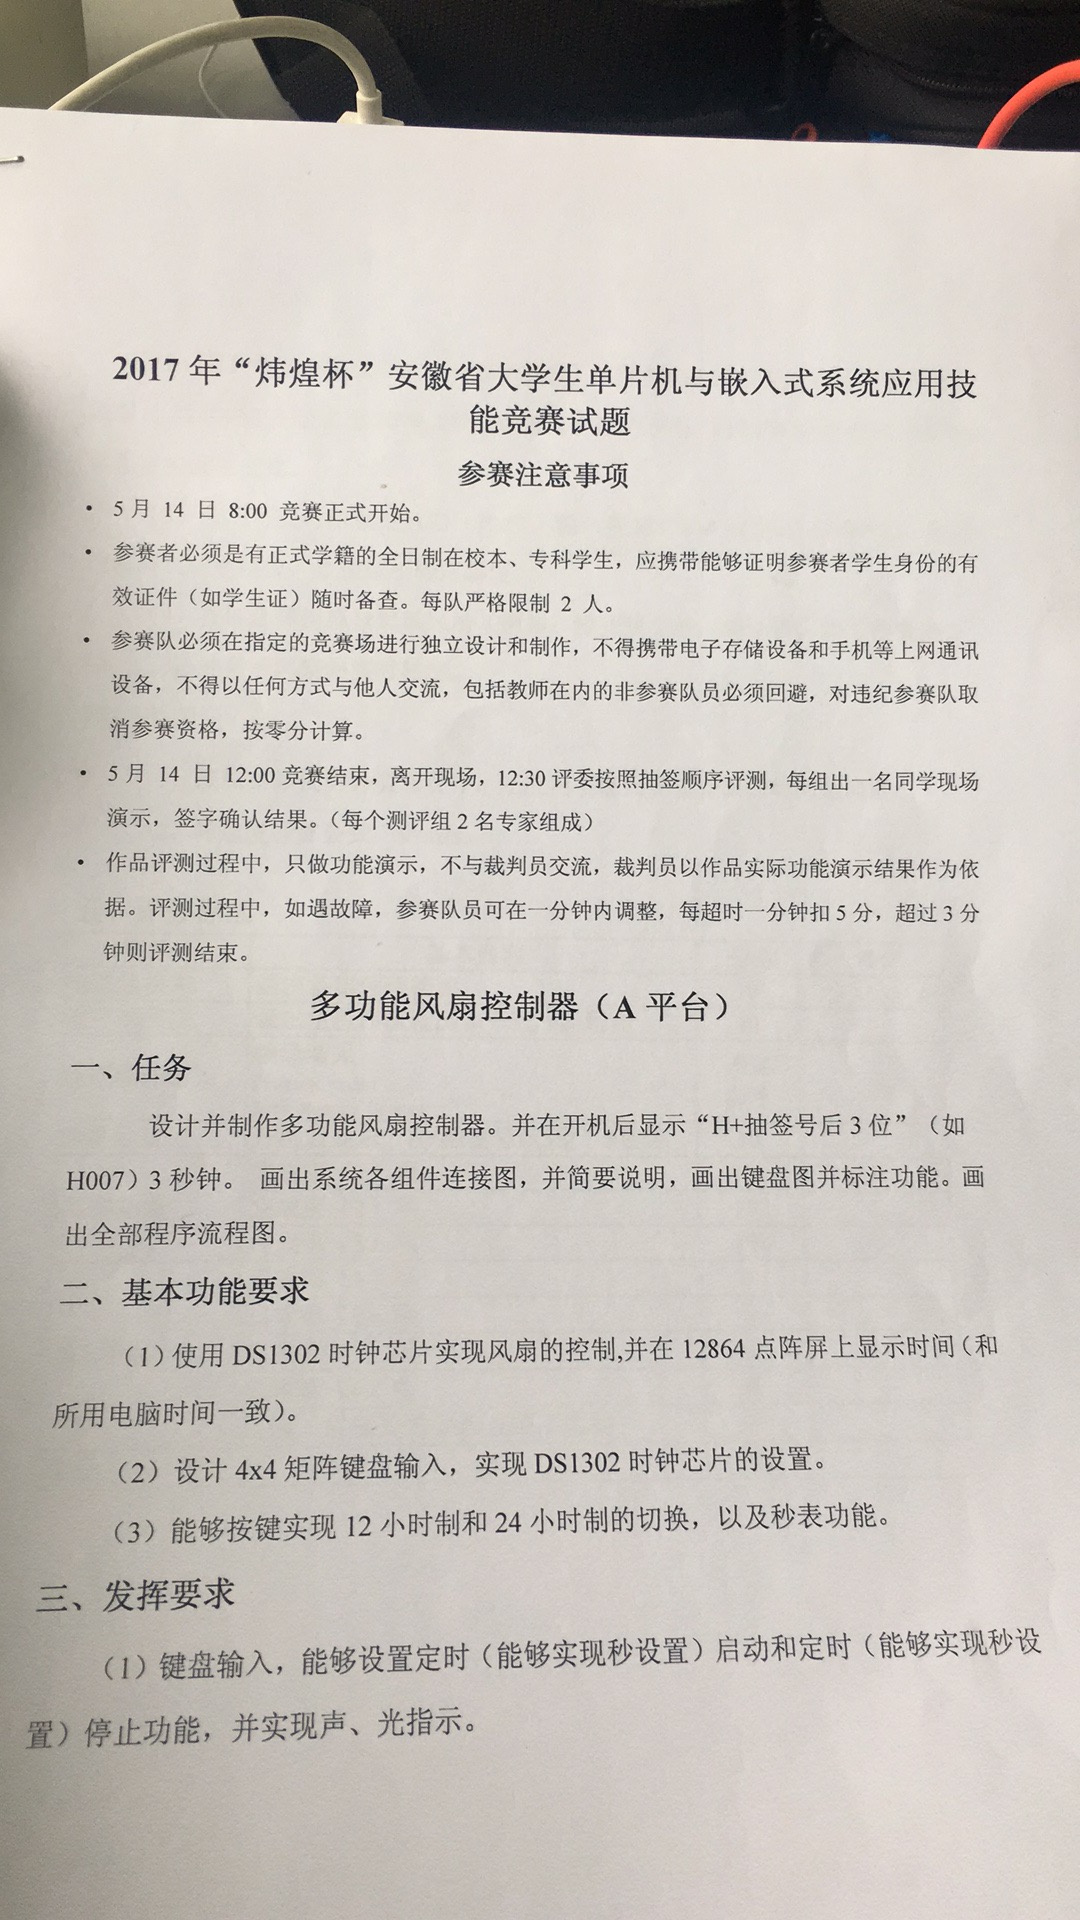 2017 年“炜煌杯”安徽省大学生单片机与嵌入式系统应用技
能竞赛试题
参赛注意事项
• 5 月 14 日 8:00 竞赛正式开始。
• 参赛者必须是有正式学籍的全日制在校本、专科学生，应携带能够证明参赛者学生身份的有
效证件（如学生证）随时备查。每队严格限制 2 人。
• 参赛队必须在指定的竞赛场进行独立设计和制作，不得携带电子存储设备和手机等上网通讯
设备，不得以任何方式与他人交流，包括教师在内的非参赛队员必须回避，对违纪参赛队取
消参赛资格，按零分计算。
• 5 月 14 日 12:00 竞赛结束，离开现场，12:30 评委按照抽签顺序评测，每组出一名同学现场
演示，签字确认结果。（每个测评组 2 名专家组成）
• 作品评测过程中，只做功能演示，不与裁判员交流，裁判员以作品实际功能演示结果作为依
据。评测过程中，如遇故障，参赛队员可在一分钟内调整，每超时一分钟扣 5 分，超过 3 分
钟则评测结束。
多功能风扇控制器（A 平台）
一、任务
设计并制作多功能风扇控制器。并在开机后显示“H+抽签号后 3 位”（如
H007）3 秒钟。 画出系统各组件连接图，并简要说明，画出键盘图并标注功能。画
出全部程序流程图。
二、基本功能要求
（1）使用 DS1302 时钟芯片实现风扇的控制,并在 12864 点阵屏上显示时间（和
所用电脑时间一致）。
（2）设计 4x4 矩阵键盘输入，实现 DS1302 时钟芯片的设置。
（3）能够按键实现 12 小时制和 24 小时制的切换，以及秒表功能。
三、发挥要求
（1）键盘输入，能够设置定时（能够实现秒设置）启动和定时（能够实现秒设
置）停止功能，并实现声、光指示。